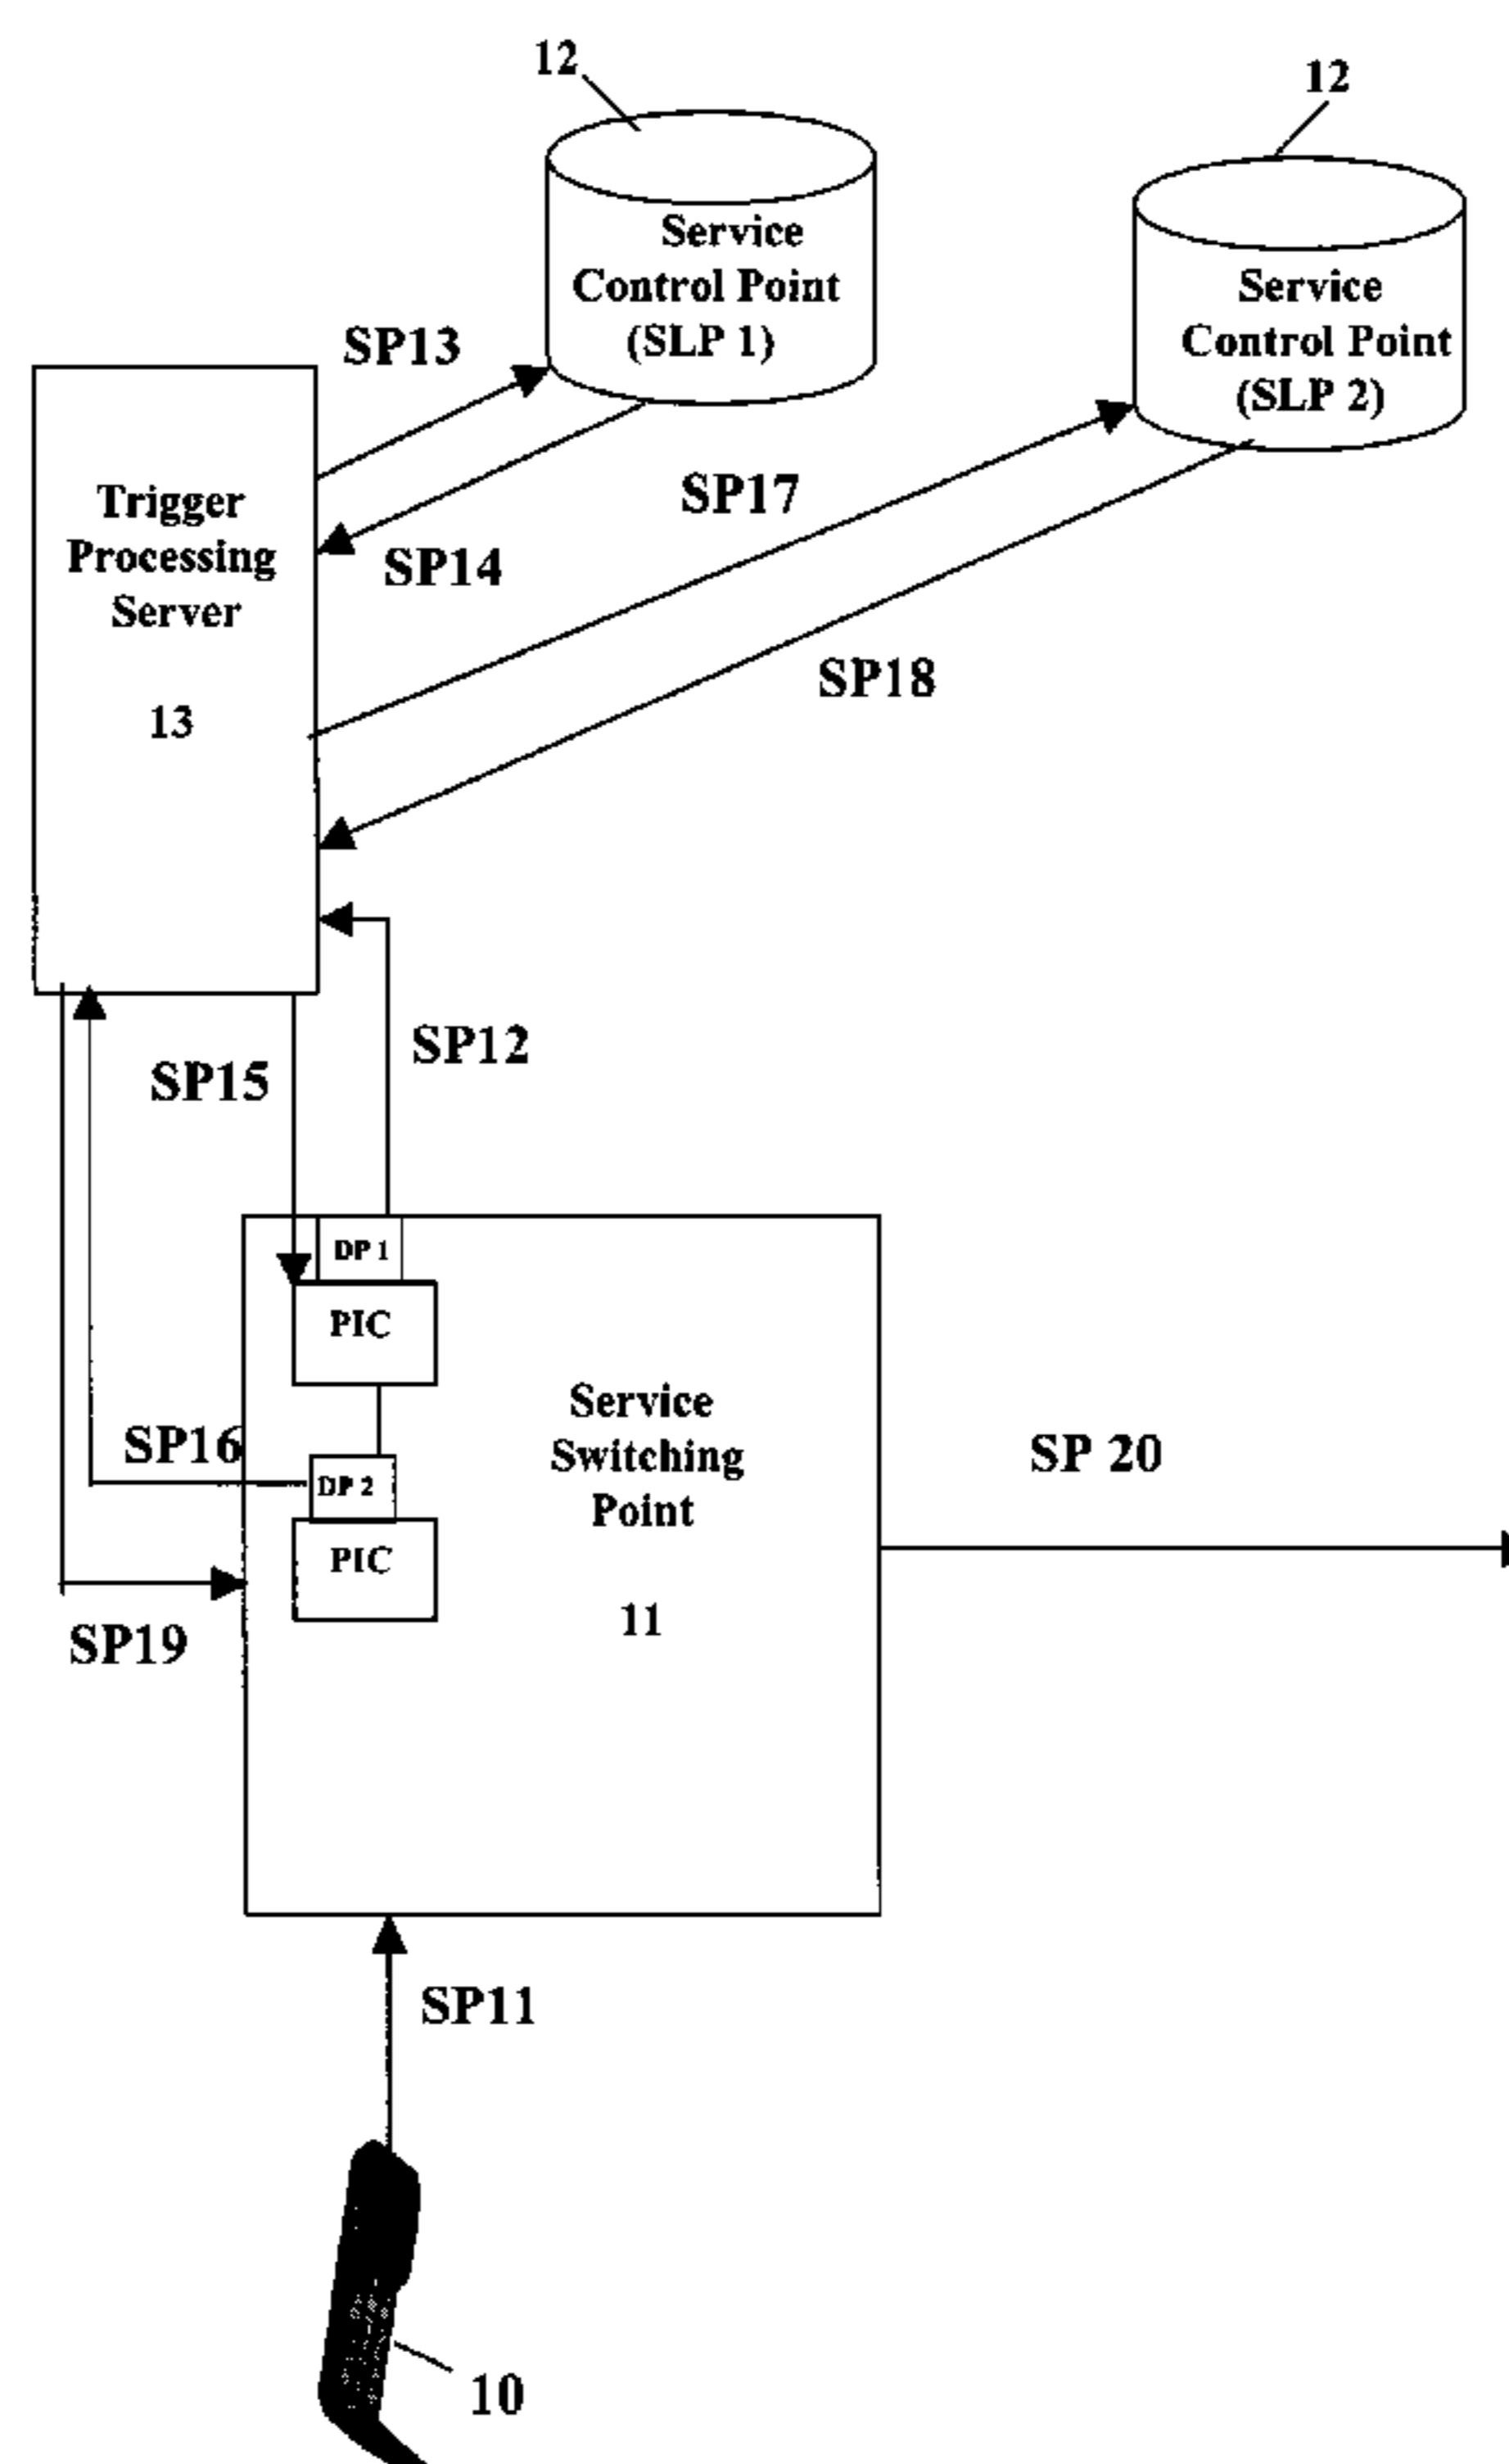 12
12
Service
Control Point
(SLP 1)
Service
Control Point
(SLP 2)
SP13
SP17
SP14
Trigger
Processing
Server
13
SP18
SP12
SP15
DP 1
PIC
Service
Switching
Point
11
SP16
DP 2
PIC
SP 20
SP19
SP11
10